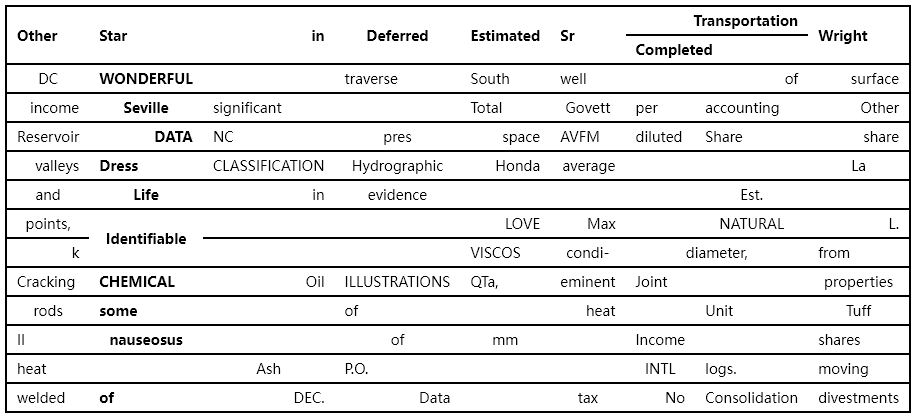 Transportation
Other Star in Deferred Estimated Sr Wright
Completed
DC WONDERFUL traverse South well of surface
income Seville significant Total Govett per accounting Other
Reservoir DATA NC pres space AVFM diluted Share share
valleys Dress CLASSIFICATION Hydrographic Honda average La
and Life in evidence Est.
points, LOVE Max NATURAL L.
Identifiable
k VISCOS condi- diameter, from
Cracking CHEMICAL Oil ILLUSTRATIONS QTa, eminent Joint properties
rods some of heat Unit Tuff
II nauseosus of mm Income shares
heat Ash P.O. INTL logs. moving
welded of DEC. Data tax No Consolidation divestments